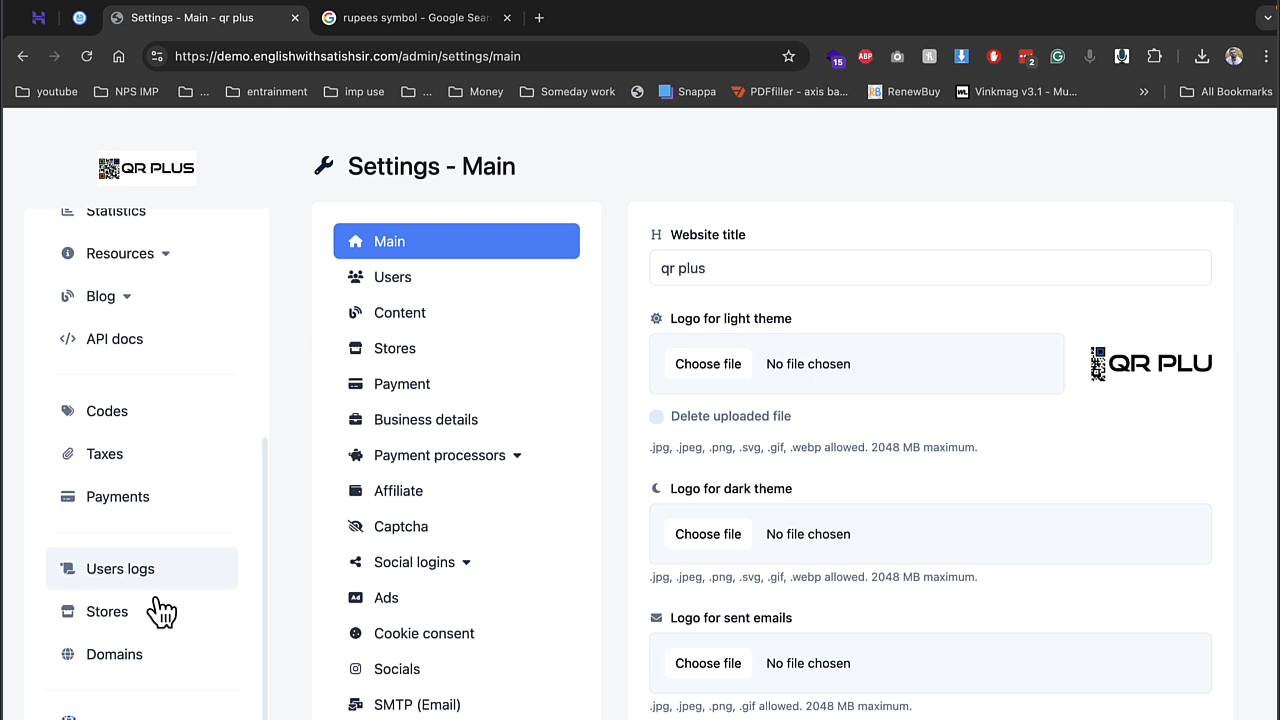 Settings - Main - qr plus
rupees symbol - Google Sear
https://demo.englishwithsatishsir.com/admin/settings/main
15
ABP
2
youtube
NPS IMP
...
entrainment
imp use
...
Money
Someday work
Snappa
PDFfiller - axis ba...
RenewBuy
Vinkmag v3.1 - Mu...
All Bookmarks
QR PLUS
Statistics
Resources
Blog
API docs
Codes
Taxes
Payments
Users logs
Stores
Domains
Settings - Main
Main
Users
Content
Stores
Payment
Business details
Payment processors
Affiliate
Captcha
Social logins
Ads
Cookie consent
Socials
SMTP (Email)
Website title
qr plus
Logo for light theme
Choose file No file chosen
QR PLU
Delete uploaded file
.jpg, .jpeg, .png, .svg, .gif, .webp allowed. 2048 MB maximum.
Logo for dark theme
Choose file No file chosen
.jpg, .jpeg, .png, .svg, .gif, .webp allowed. 2048 MB maximum.
Logo for sent emails
Choose file No file chosen
.jpg, .jpeg, .png, .gif allowed. 2048 MB maximum.